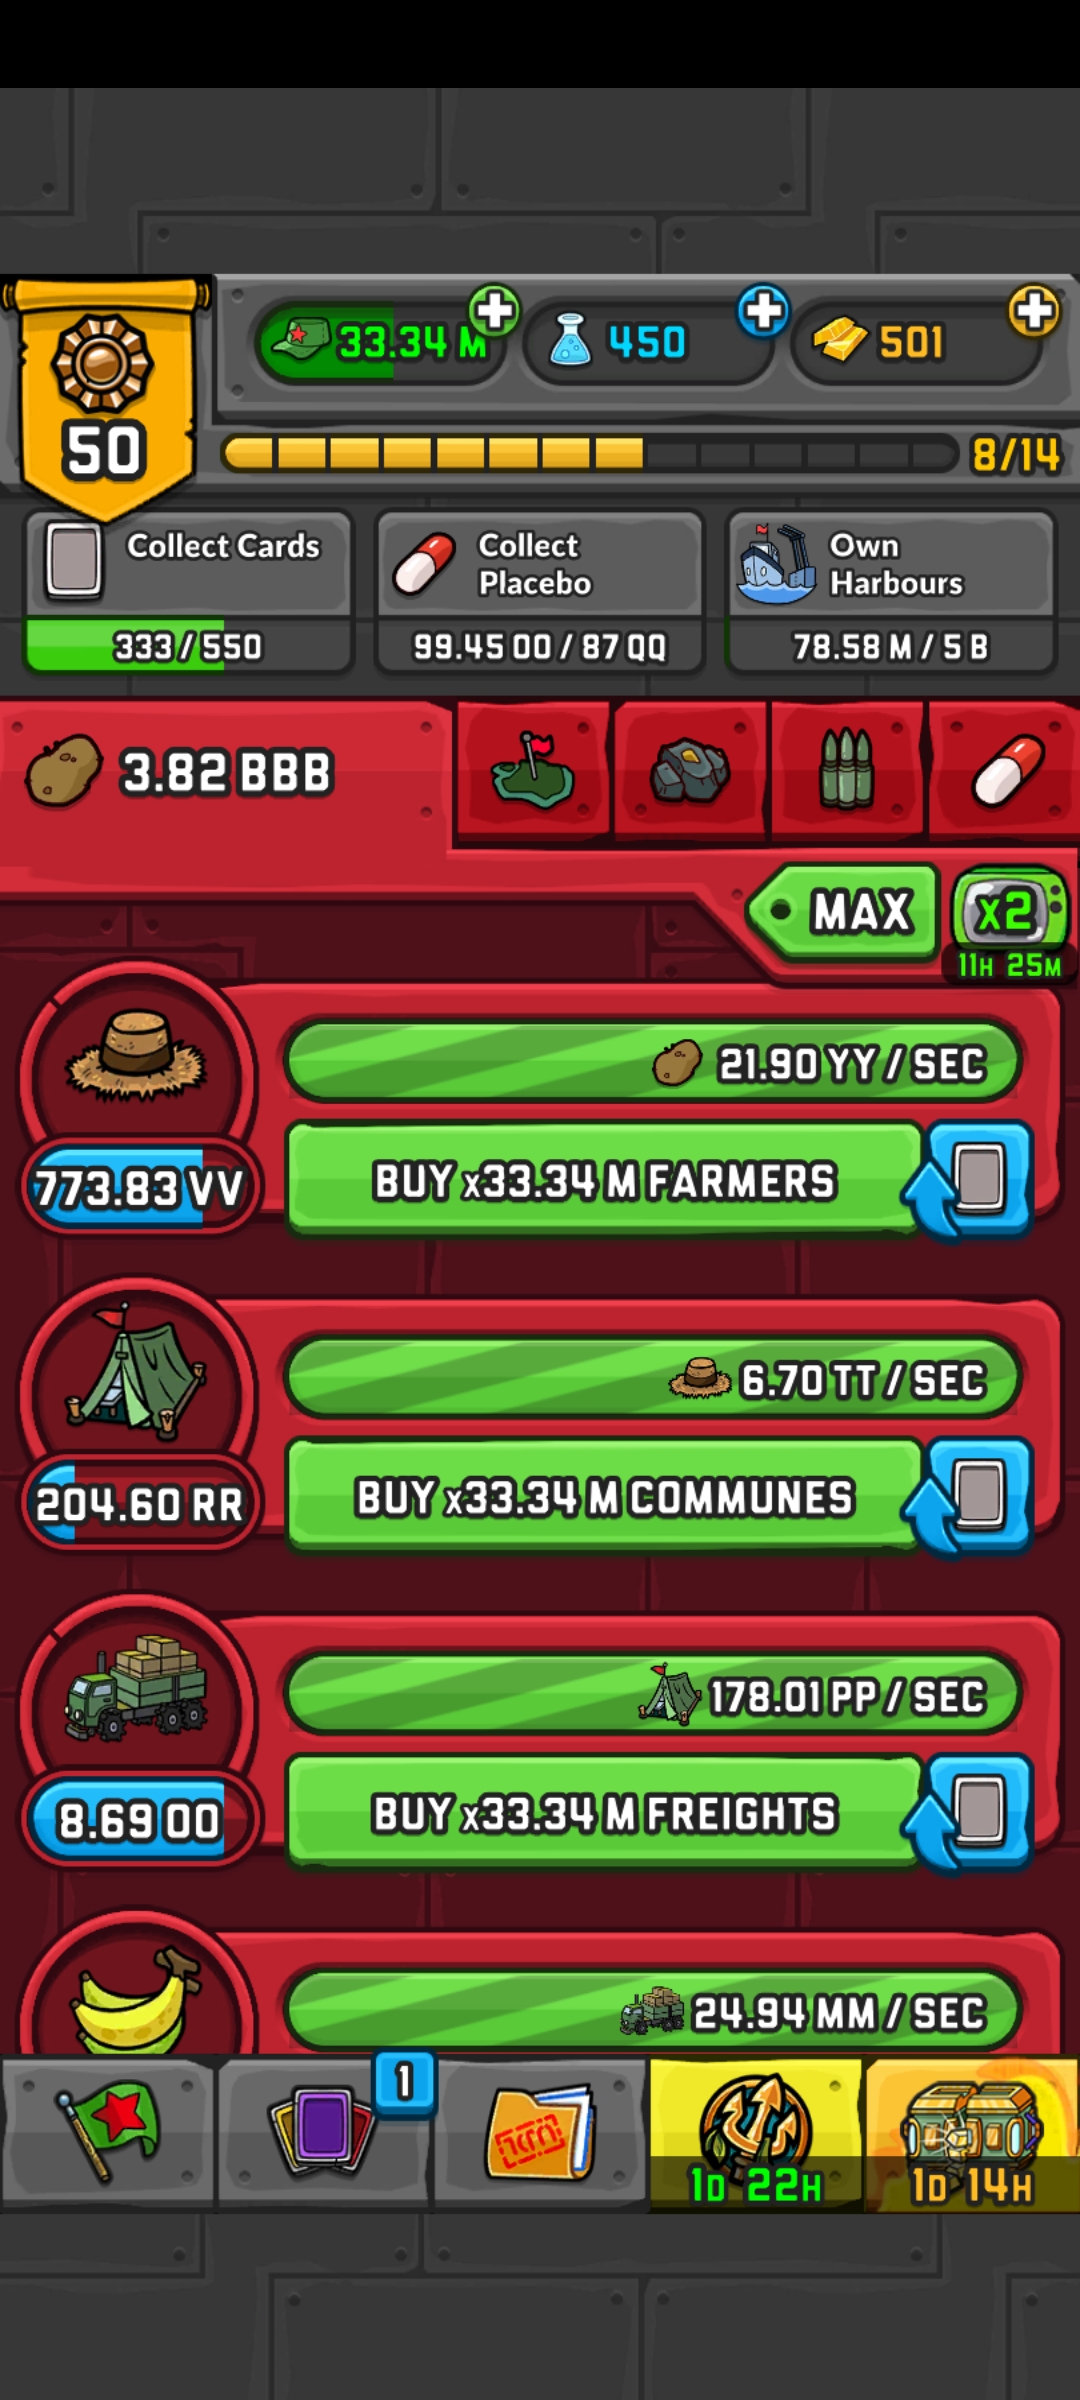 33.34 M
450
501
50
8/14
Collect Cards
333 / 550
Collect
Placebo
99.45 OO / 87 QQ
Own
Harbours
78.58 M / 5 B
3.82 BBB
MAX
x2
11H 25M
21.90 YY / SEC
773.83 VV
BUY x33.34 M FARMERS
6.70 TT / SEC
204.60 RR
BUY x33.34 M COMMUNES
178.01 PP / SEC
8.69 OO
BUY x33.34 M FREIGHTS
24.94 MM / SEC
1
1D 22H
1D 14H